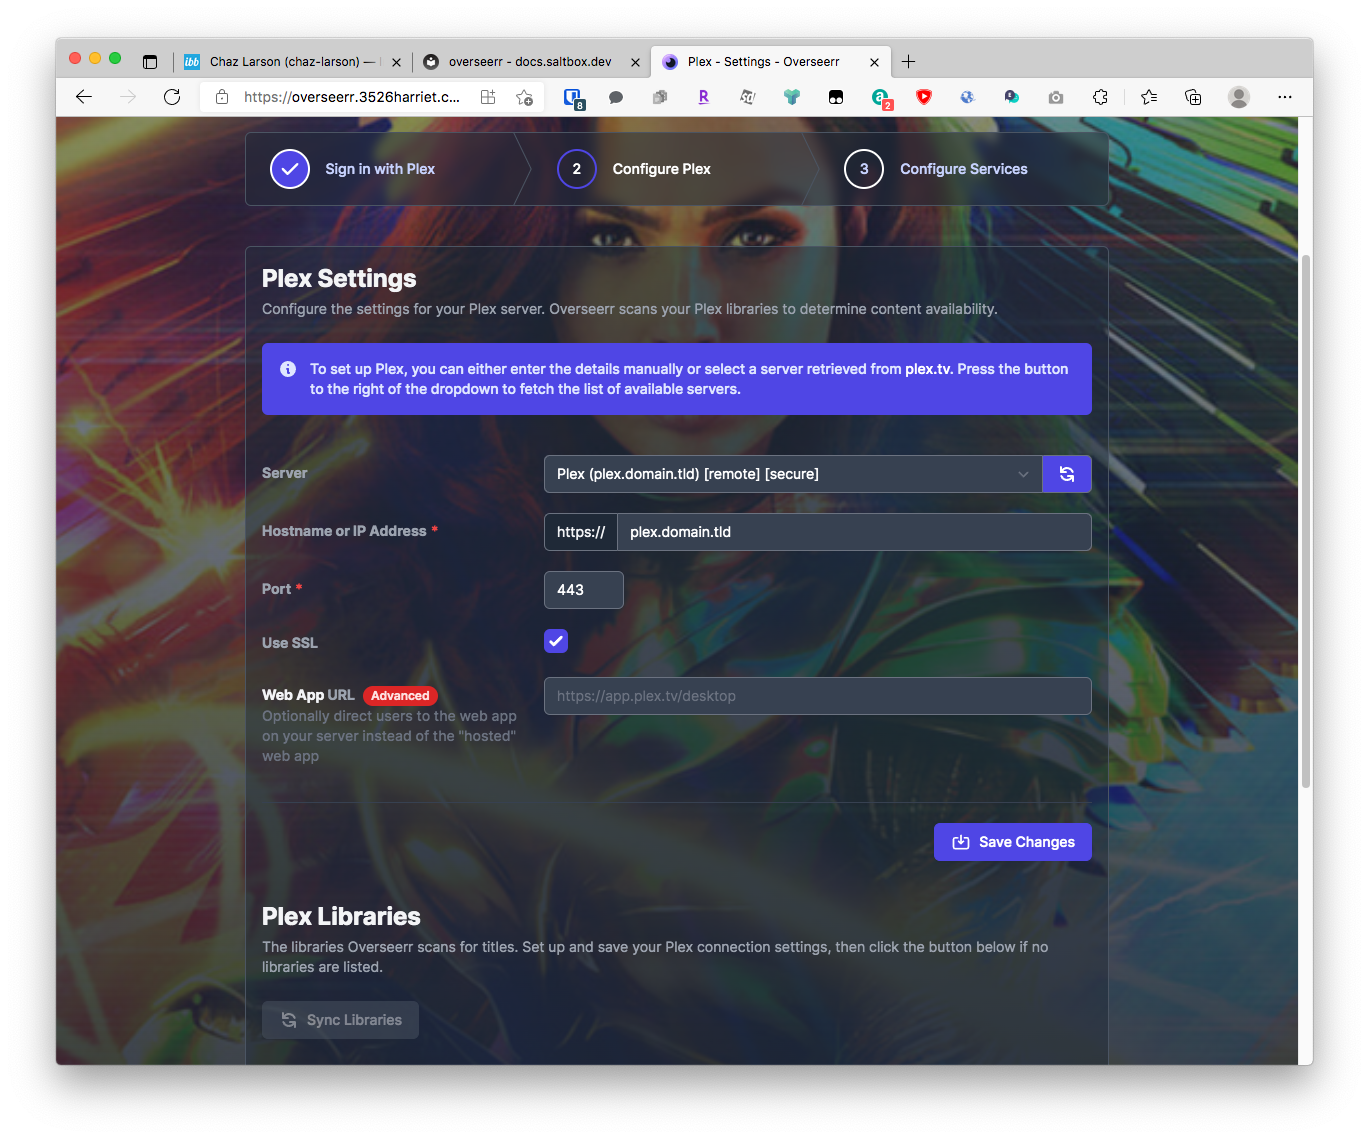 ibb Chaz Larson (chaz-larson) — overseerr - docs.saltbox.dev Plex - Settings - Overseerr
https://overseerr.3526harriet.c... 8 R 2
Sign in with Plex 2 Configure Plex 3 Configure Services
Plex Settings
Configure the settings for your Plex server. Overseerr scans your Plex libraries to determine content availability.
To set up Plex, you can either enter the details manually or select a server retrieved from plex.tv. Press the button
to the right of the dropdown to fetch the list of available servers.
Server Plex (plex.domain.tld) [remote] [secure]
Hostname or IP Address * https:// plex.domain.tld
Port * 443
Use SSL
Web App URL Advanced https://app.plex.tv/desktop
Optionally direct users to the web app
on your server instead of the "hosted"
web app
Save Changes
Plex Libraries
The libraries Overseerr scans for titles. Set up and save your Plex connection settings, then click the button below if no
libraries are listed.
Sync Libraries